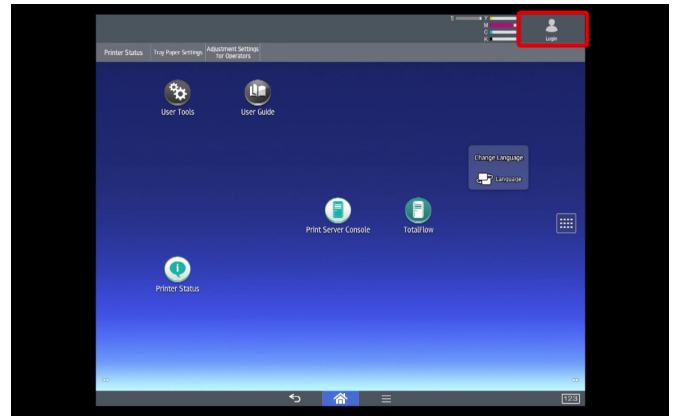 S Y
M
C
K
Login
Printer Status
Tray Paper Settings
Adjustment Settings
for Operators
User Tools
User Guide
Change Language
Language
Print Server Console
TotalFlow
Printer Status
123